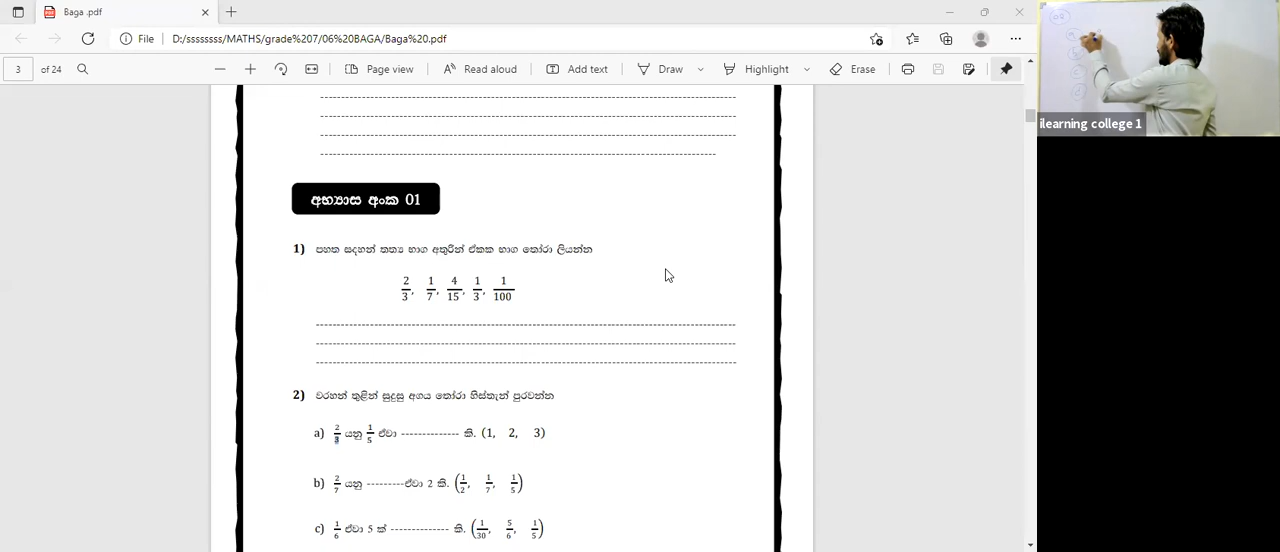 Baga .pdf
File D:/ssssssss/MATHS/grade%207/06%20BAGA/Baga%20.pdf
3 of 24 Page view Read aloud Add text Draw Highlight Erase
ilearning college 1
අභ්‍යාස අංක 01
1) පහත සදහන් තත්‍ය භාග අතුරින් ඒකක භාග තෝරා ලියන්න
2/3, 1/7, 4/15, 1/3, 1/100
2) වරහන් තුළින් සුදුසු අගය තෝරා හිස්තැන් පුරවන්න
a) 2/3 යනු 1/5 ඒවා -------------- කි. (1, 2, 3)
b) 2/7 යනු ---------ඒවා 2 කි. (1/2, 1/7, 1/5)
c) 1/6 ඒවා 5 ක් -------------- කි. (1/30, 5/6, 1/5)